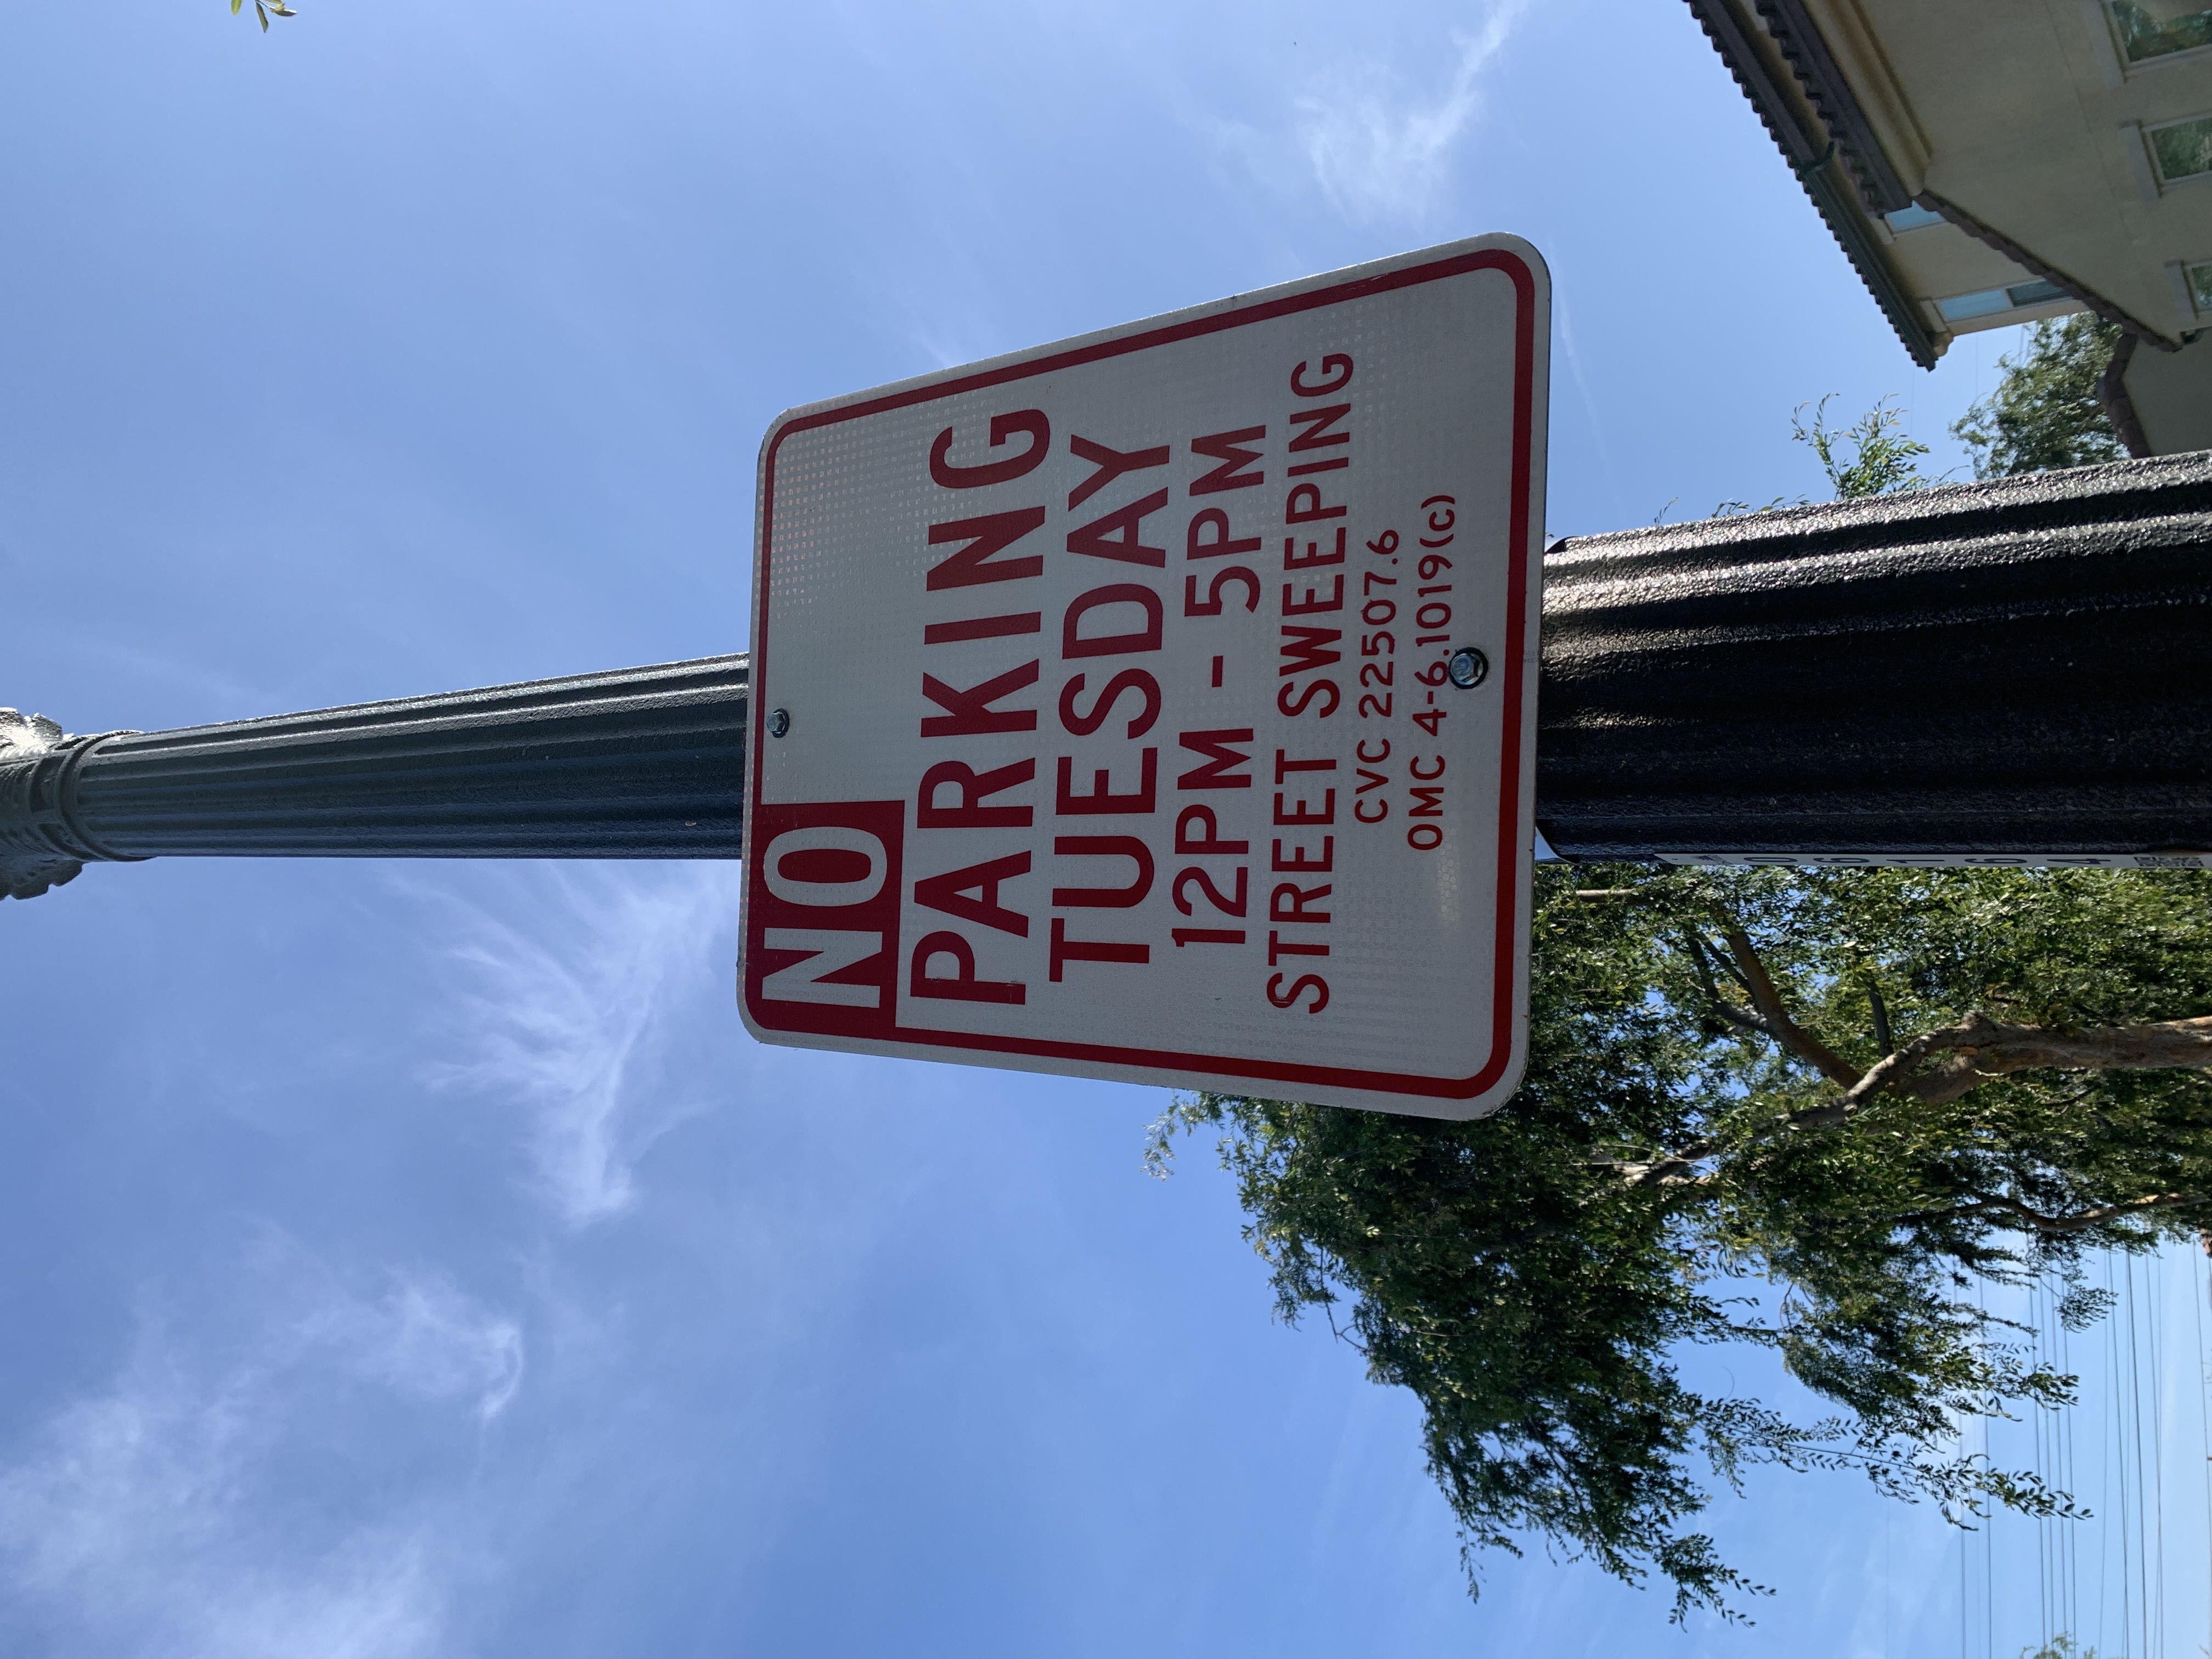 NO
PARKING
TUESDAY
12PM - 5PM
STREET SWEEPING
CVC 22507.6
OMC 4-6.1019(c)